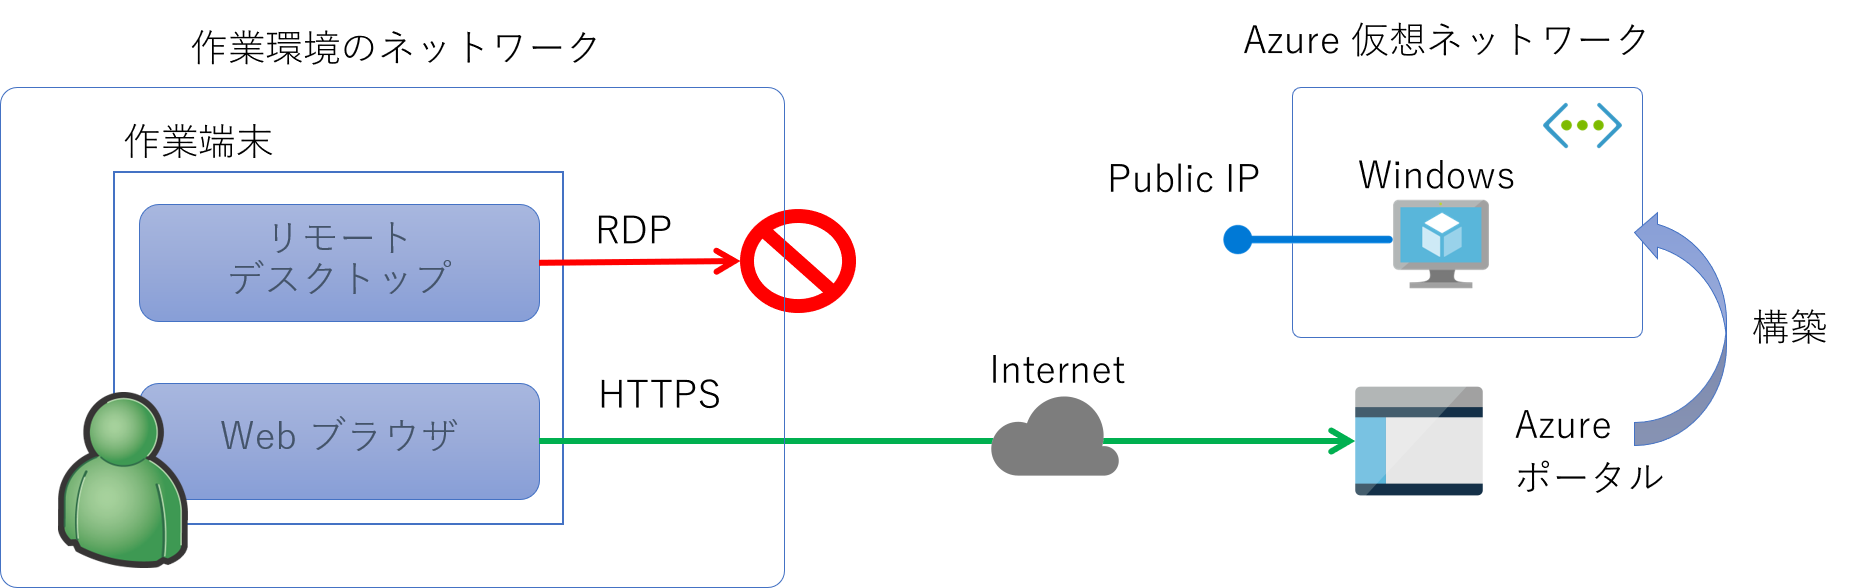 作業環境のネットワーク
作業端末
リモート
デスクトップ
RDP
Web ブラウザ
HTTPS
Internet
Azure 仮想ネットワーク
Public IP
Windows
構築
Azure
ポータル